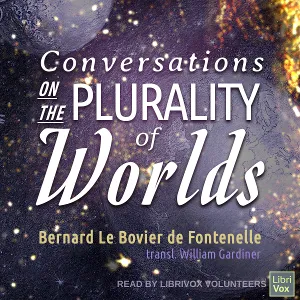 Conversations
ON THE PLURALITY
of
Worlds
Bernard Le Bovier de Fontenelle
transl. William Gardiner
READ BY LIBRIVOX VOLUNTEERS
Libri
Vox